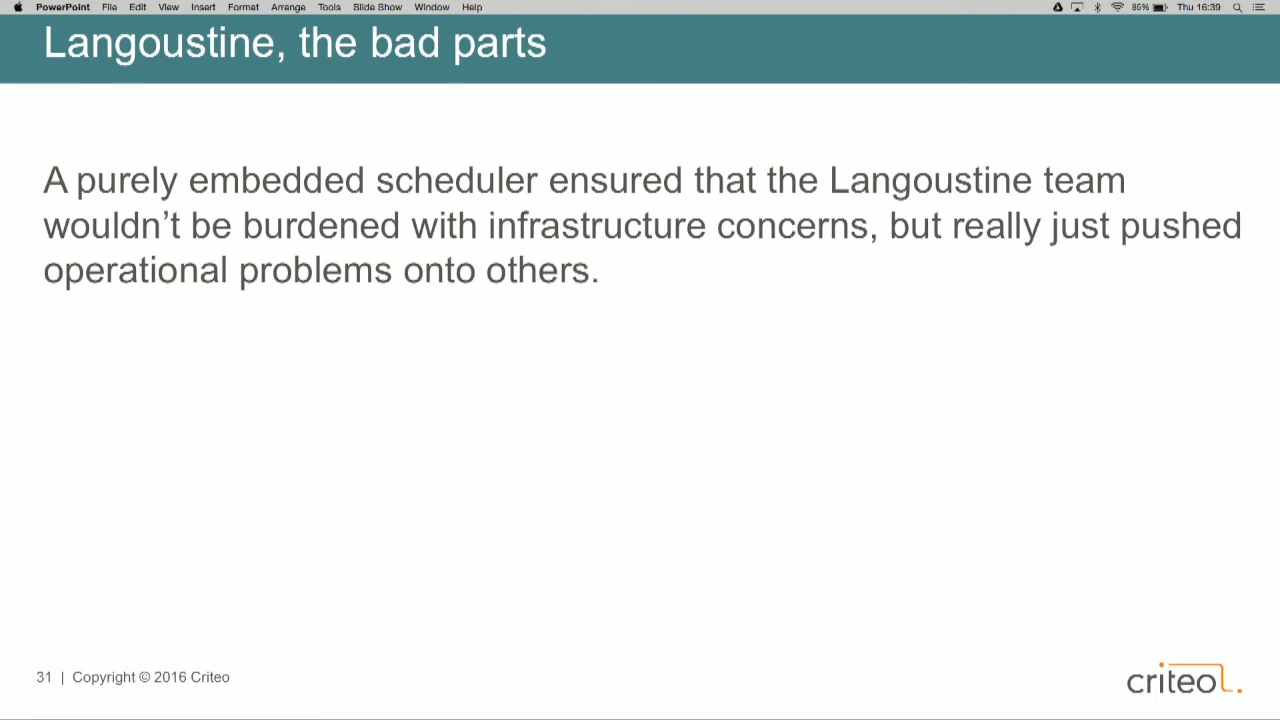 PowerPoint File Edit View Insert Format Arrange Tools Slide Show Window Help 85% Thu 16:39
Langoustine, the bad parts
A purely embedded scheduler ensured that the Langoustine team
wouldn’t be burdened with infrastructure concerns, but really just pushed
operational problems onto others.
31 | Copyright © 2016 Criteo
criteo